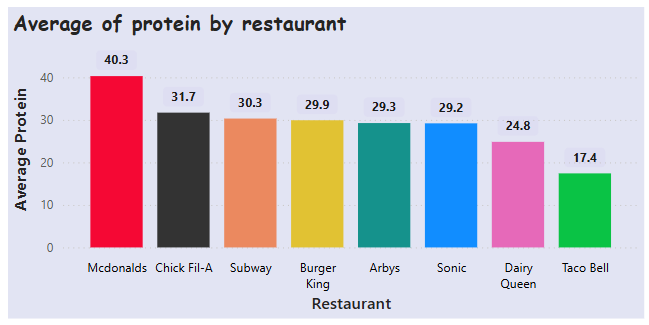 Average of protein by restaurant
40.3
31.7
30.3
29.9
29.3
29.2
24.8
17.4
40
30
20
10
0
Average Protein
Mcdonalds
Chick Fil-A
Subway
Burger
King
Arbys
Sonic
Dairy
Queen
Taco Bell
Restaurant